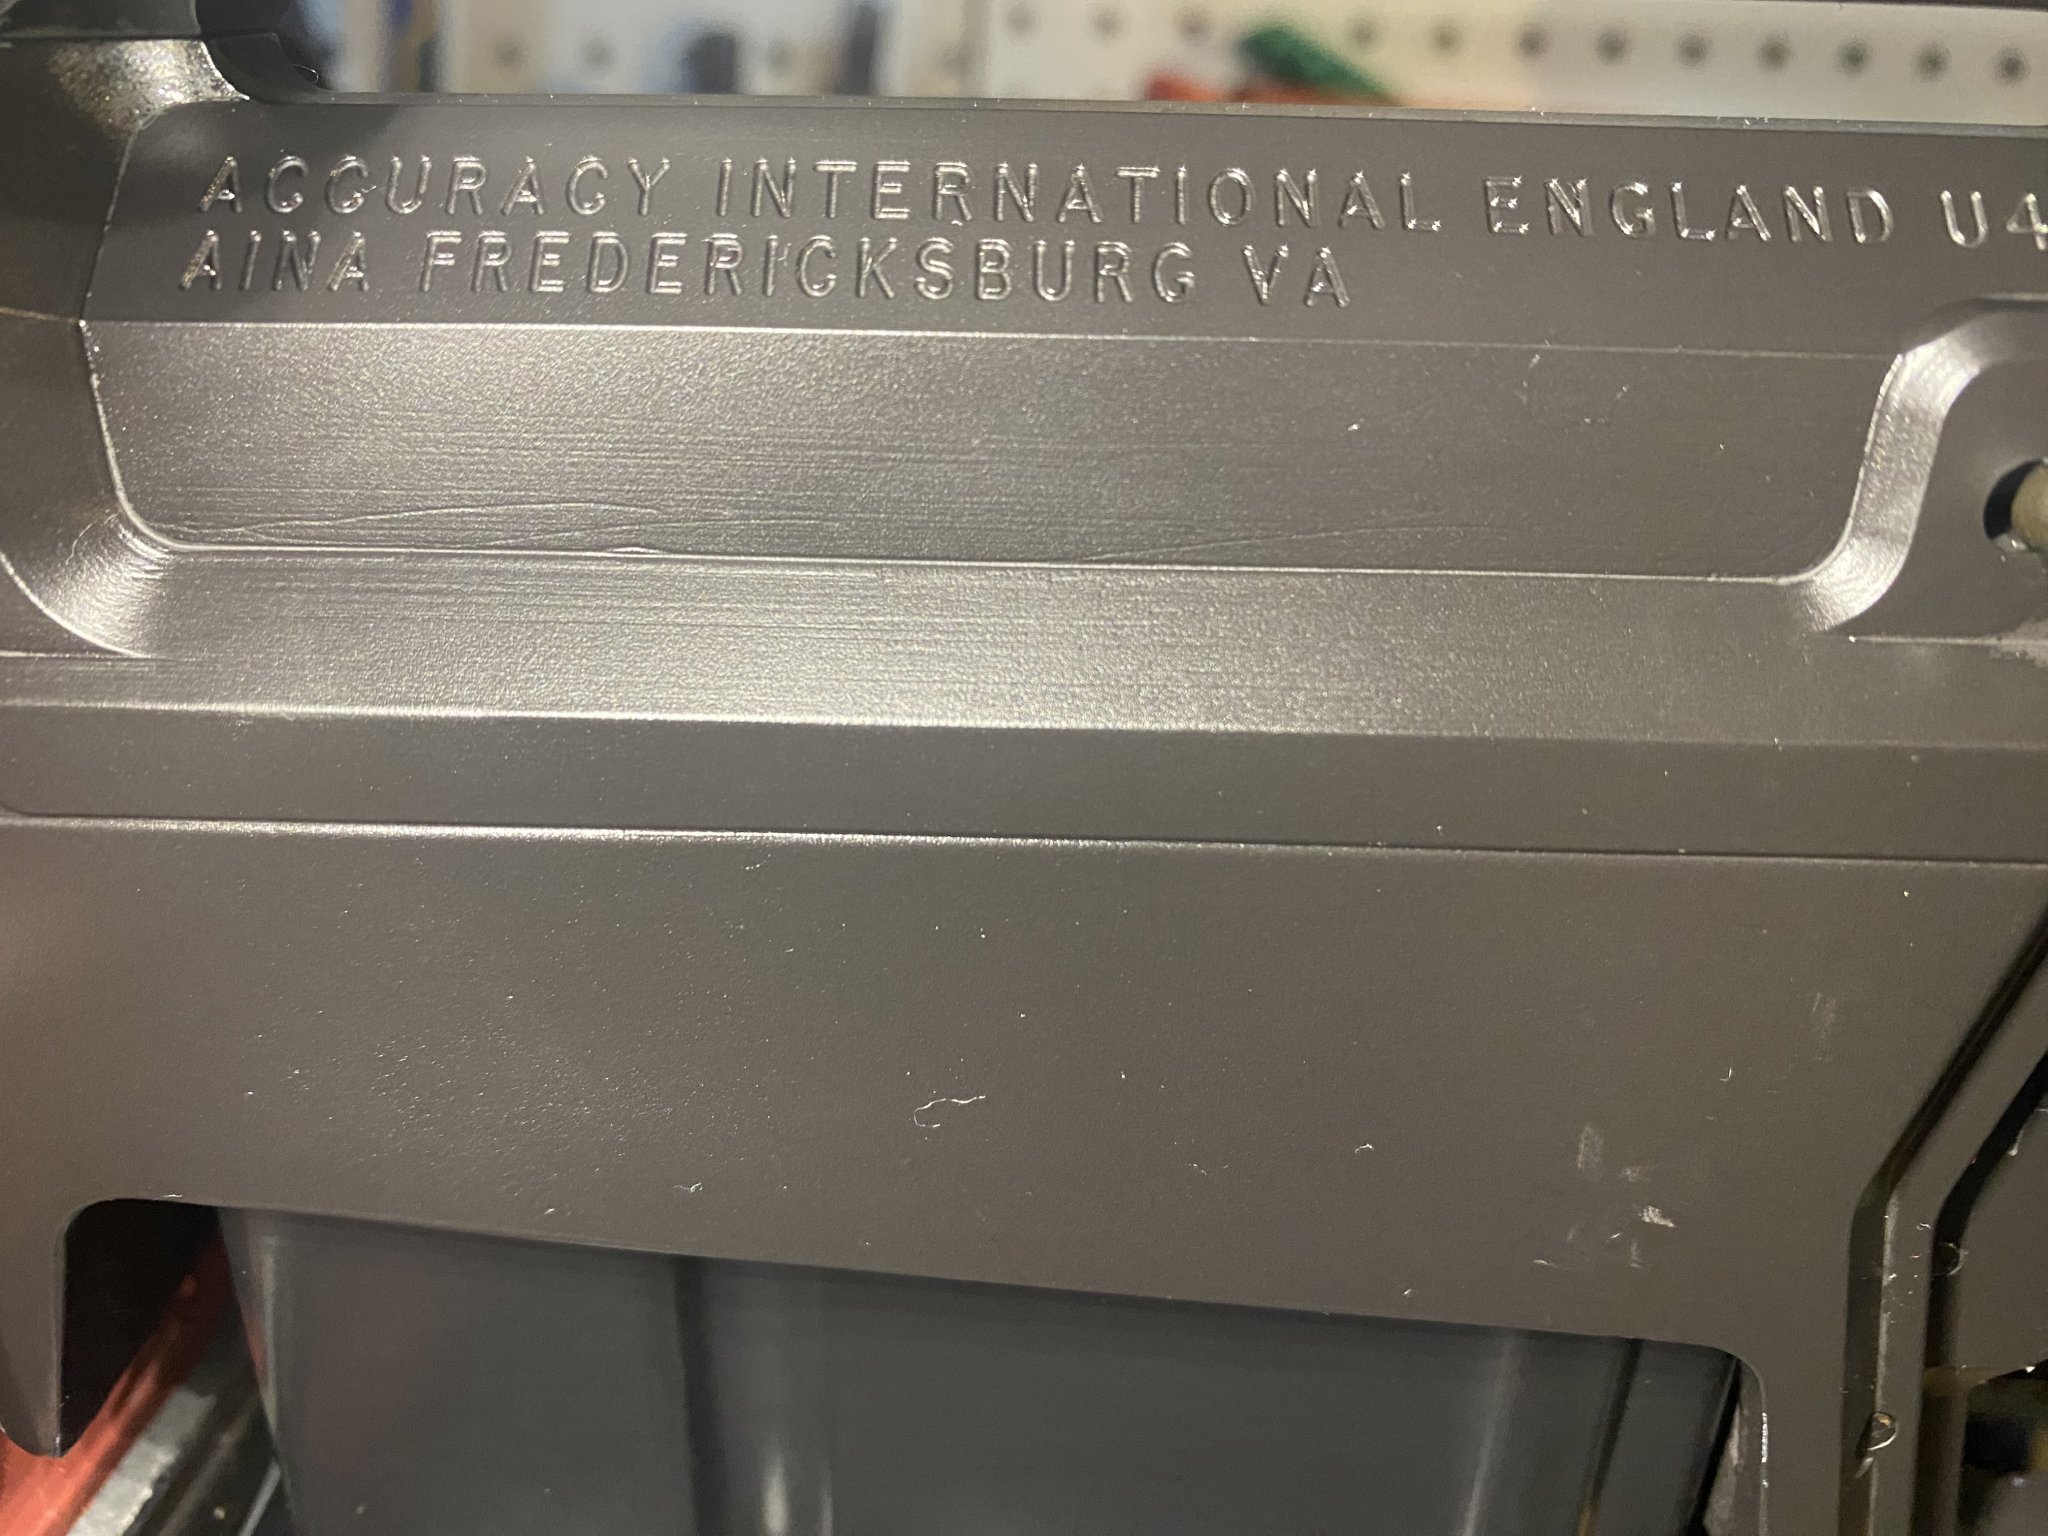 ACCURACY INTERNATIONAL ENGLAND U4
AINA FREDERICKSBURG VA